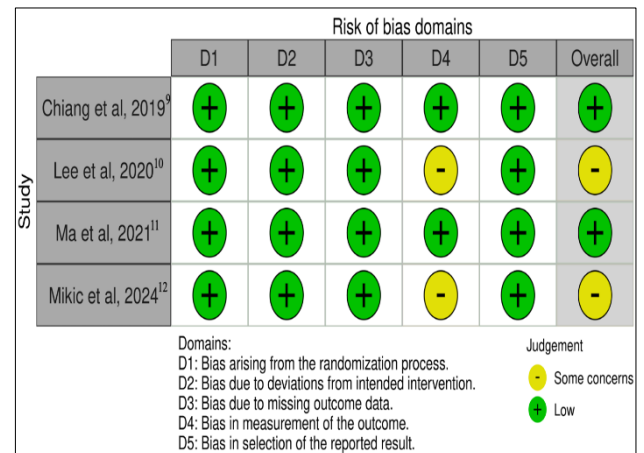 Risk of bias domains
D1 D2 D3 D4 D5 Overall
Study
Chiang et al, 2019⁹ + + + + + +
Lee et al, 2020¹⁰ + + + - + -
Ma et al, 2021¹¹ + + + + + +
Mikic et al, 2024¹² + + + - + -
Domains:
D1: Bias arising from the randomization process.
D2: Bias due to deviations from intended intervention.
D3: Bias due to missing outcome data.
D4: Bias in measurement of the outcome.
D5: Bias in selection of the reported result.
Judgement
- Some concerns
+ Low